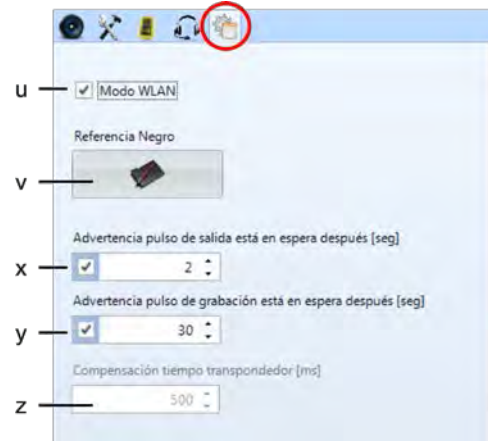 u
Modo WLAN
Referencia Negro
v
Advertencia pulso de salida está en espera después [seg]
x
2
Advertencia pulso de grabación está en espera después [seg]
y
30
Compensación tiempo transpondedor [ms]
z
500